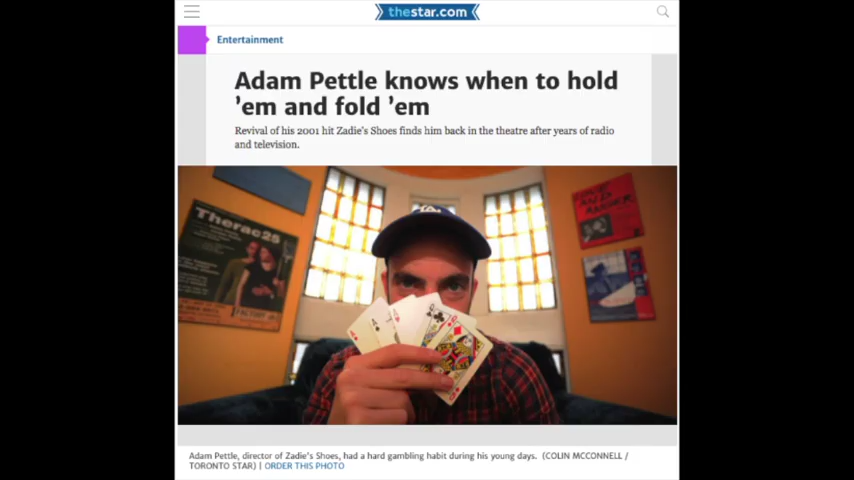 thestar.com
Entertainment
Adam Pettle knows when to hold
’em and fold ’em
Revival of his 2001 hit Zadie's Shoes finds him back in the theatre after years of radio
and television.
Therac25
FACTORY
Adam Pettle, director of Zadie's Shoes, had a hard gambling habit during his young days. (COLIN MCCONNELL /
TORONTO STAR) | ORDER THIS PHOTO